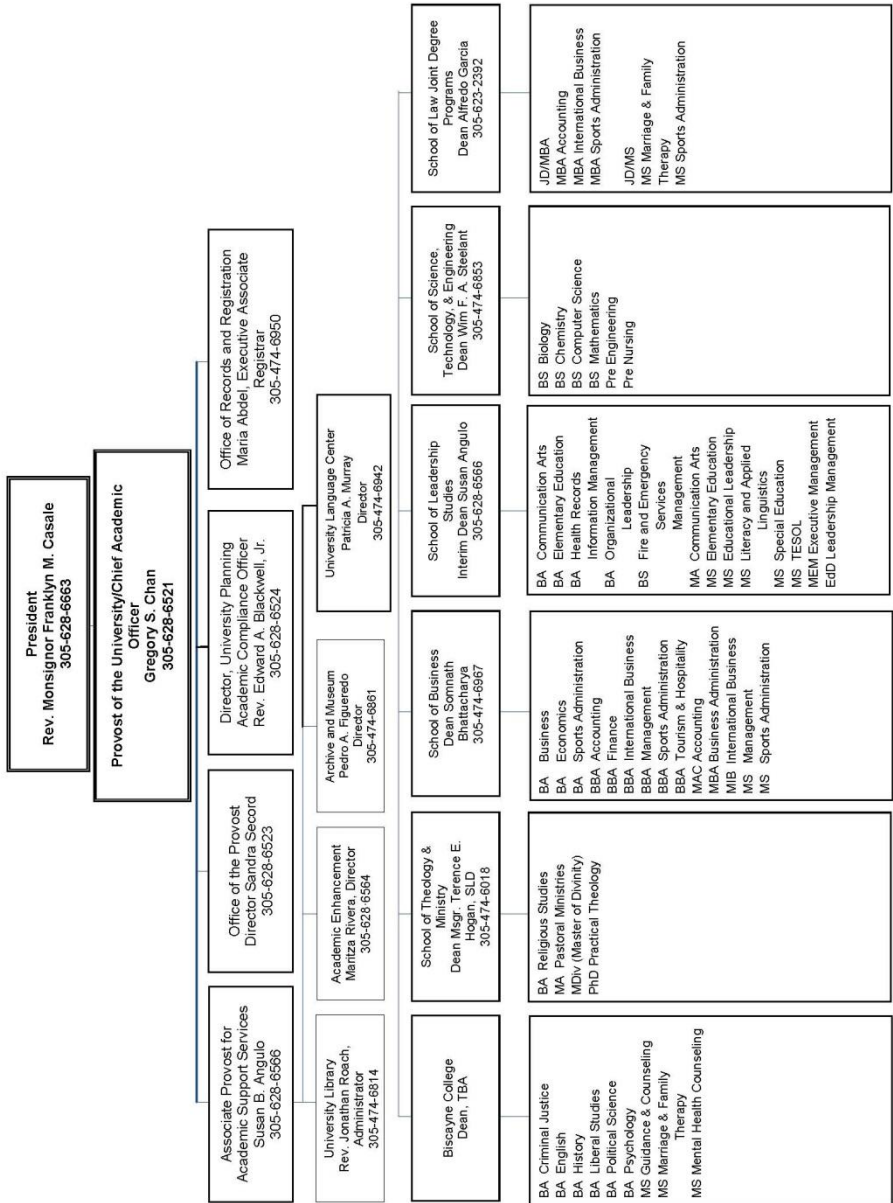 President
Rev. Monsignor Franklyn M. Casale
305-628-6663
Provost of the University/Chief Academic
Officer
Gregory S. Chan
305-628-6521
Associate Provost for
Academic Support Services
Susan B. Angulo
305-628-6566
Office of the Provost
Director Sandra Secord
305-628-6523
Director, University Planning
Academic Compliance Officer
Rev. Edward A. Blackwell, Jr.
305-628-6524
Office of Records and Registration
Maria Abdel, Executive Associate
Registrar
305-474-6950
University Library
Rev. Jonathan Roach,
Administrator
305-474-6814
Academic Enhancement
Maritza Rivera, Director
305-628-6564
Archive and Museum
Pedro A. Figueredo
Director
305-474-6861
University Language Center
Patricia A. Murray
Director
305-474-6942
Biscayne College
Dean, TBA
School of Theology &
Ministry
Dean Msgr. Terence E.
Hogan, SLD
305-474-6018
School of Business
Dean Somnath
Bhattacharya
305-474-6967
School of Leadership
Studies
Interim Dean Susan Angulo
305-628-6566
School of Science,
Technology, & Engineering
Dean Wim F. A. Steelant
305-474-6853
School of Law Joint Degree
Programs
Dean Alfredo Garcia
305-623-2392
BA Criminal Justice
BA English
BA History
BA Liberal Studies
BA Political Science
BA Psychology
MS Guidance & Counseling
MS Marriage & Family
Therapy
MS Mental Health Counseling
BA Religious Studies
MA Pastoral Ministries
MDiv (Master of Divinity)
PhD Practical Theology
BA Business
BA Economics
BA Sports Administration
BBA Accounting
BBA Finance
BBA International Business
BBA Management
BBA Sports Administration
BBA Tourism & Hospitality
MAC Accounting
MBA Business Administration
MIB International Business
MS Management
MS Sports Administration
BA Communication Arts
BA Elementary Education
BA Health Records
Information Management
BA Organizational
Leadership
BS Fire and Emergency
Services
Management
MA Communication Arts
MS Elementary Education
MS Educational Leadership
MS Literacy and Applied
Linguistics
MS Special Education
MS TESOL
MEM Executive Management
EdD Leadership Management
BS Biology
BS Chemistry
BS Computer Science
BS Mathematics
Pre Engineering
Pre Nursing
JD/MBA
MBA Accounting
MBA International Business
MBA Sports Administration
JD/MS
MS Marriage & Family
Therapy
MS Sports Administration